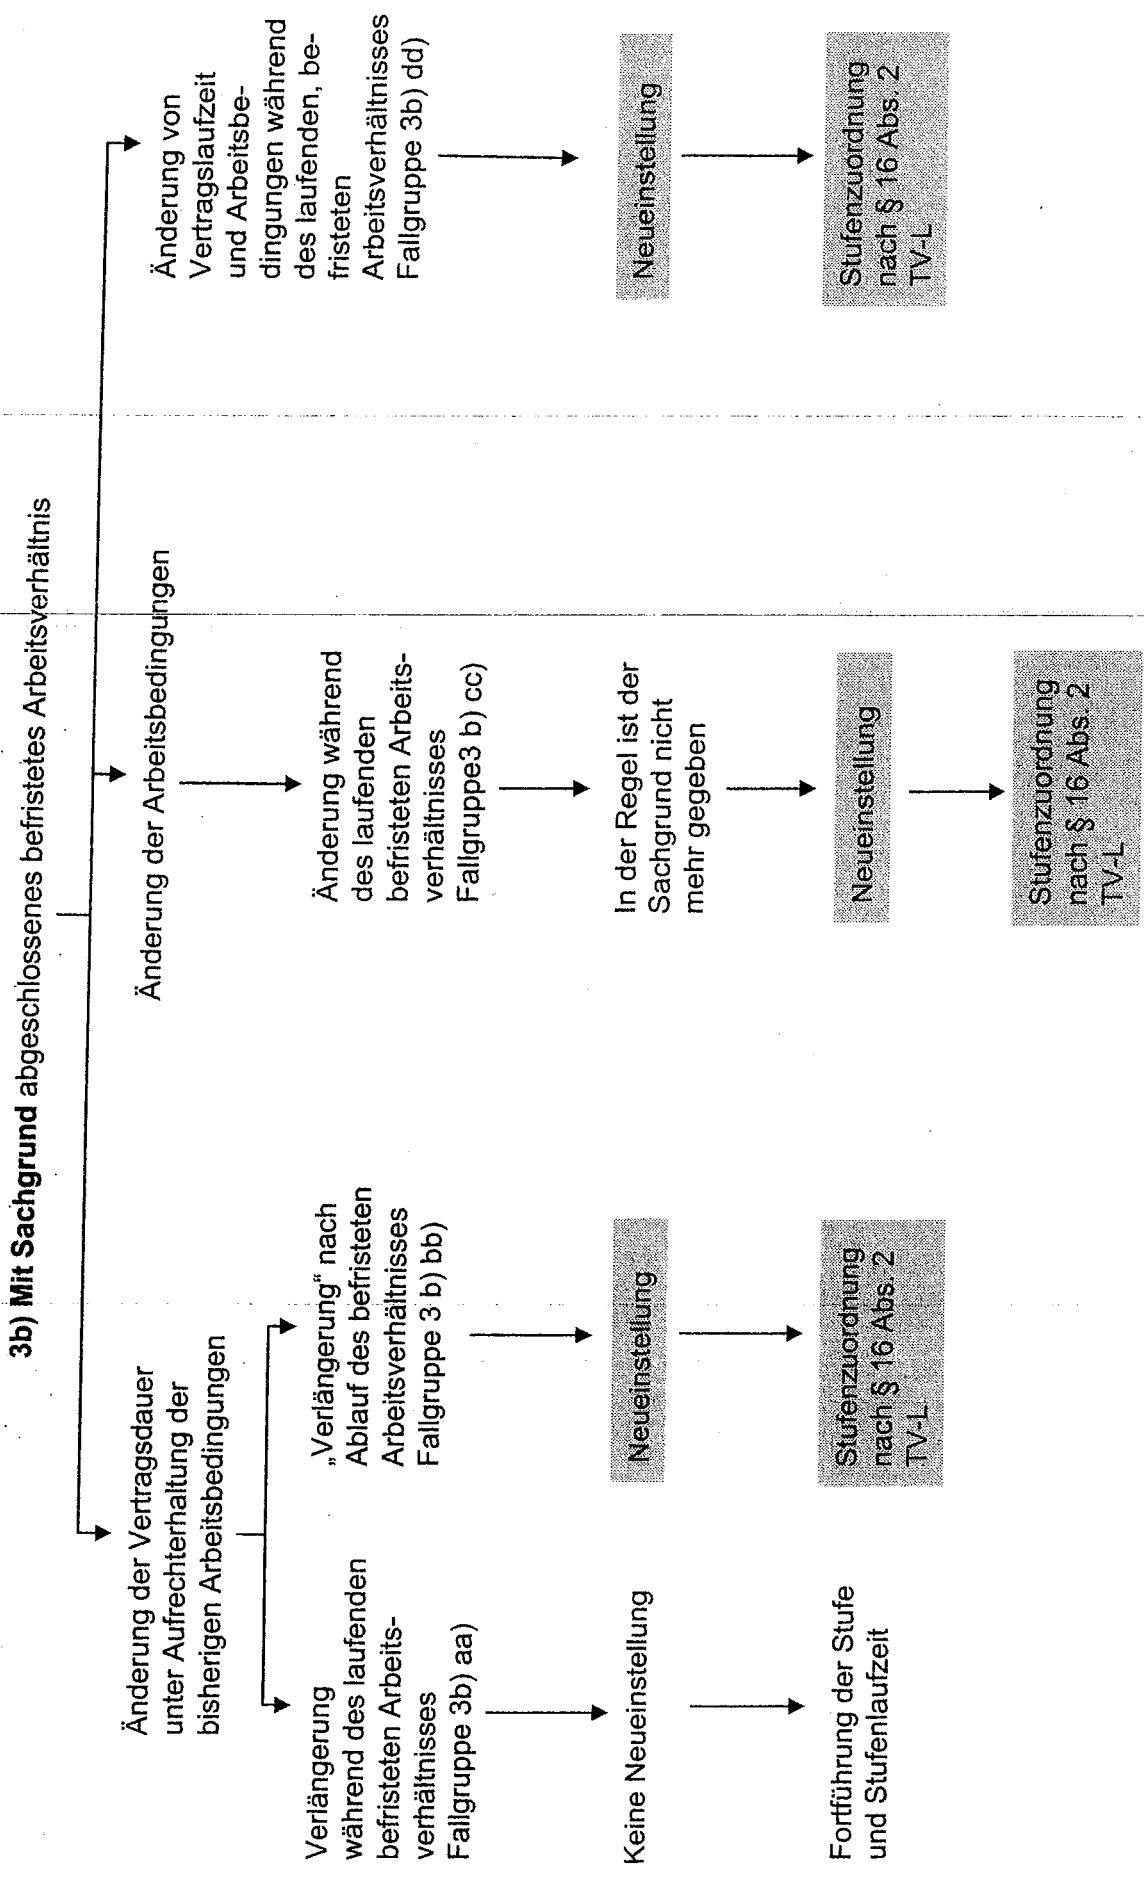 3b) Mit Sachgrund abgeschlossenes befristetes Arbeitsverhältnis
Änderung der Vertragsdauer
unter Aufrechterhaltung der
bisherigen Arbeitsbedingungen
Verlängerung
während des laufenden
befristeten Arbeits-
verhältnisses
Fallgruppe 3b) aa)
Keine Neueinstellung
Fortführung der Stufe
und Stufenlaufzeit
„Verlängerung“ nach
Ablauf des befristeten
Arbeitsverhältnisses
Fallgruppe 3 b) bb)
Neueinstellung
Stufenzuordnung
nach § 16 Abs. 2
TV-L
Änderung der Arbeitsbedingungen
Änderung während
des laufenden
befristeten Arbeits-
verhältnisses
Fallgruppe3 b) cc)
In der Regel ist der
Sachgrund nicht
mehr gegeben
Neueinstellung
Stufenzuordnung
nach § 16 Abs. 2
TV-L
Änderung von
Vertragslaufzeit
und Arbeitsbe-
dingungen während
des laufenden, be-
fristeten
Arbeitsverhältnisses
Fallgruppe 3b) dd)
Neueinstellung
Stufenzuordnung
nach § 16 Abs. 2
TV-L